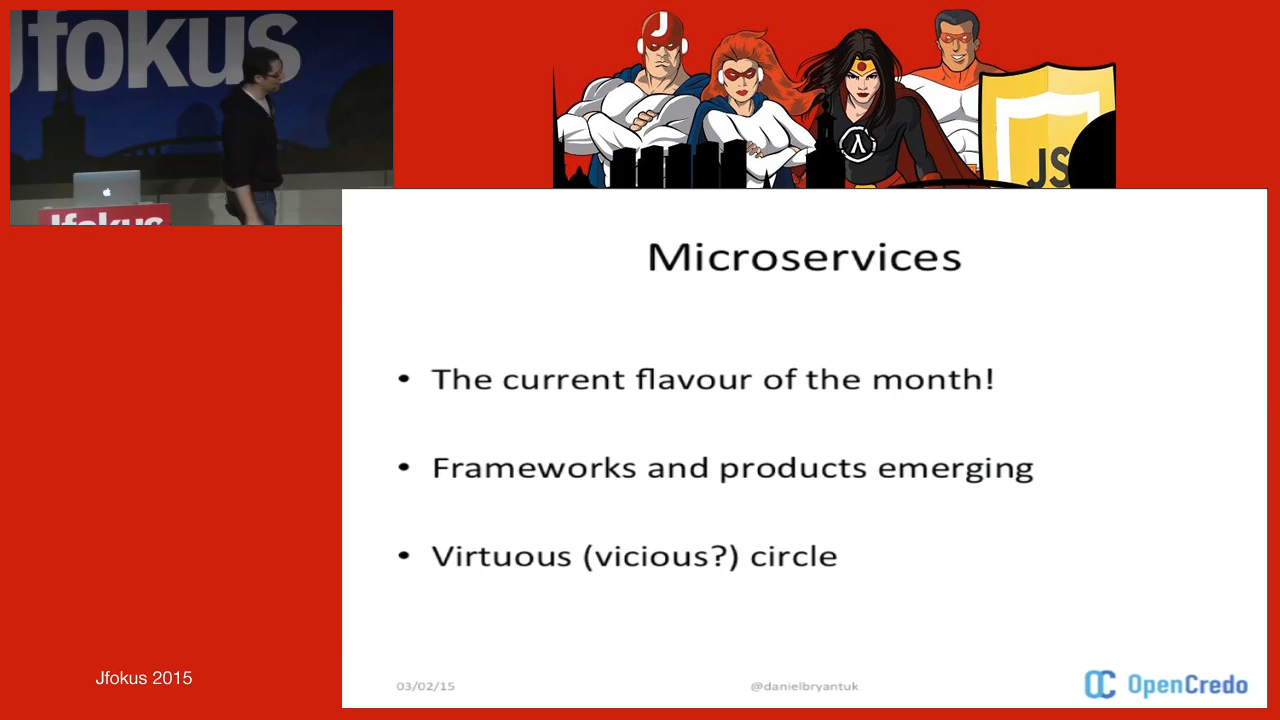 Jfokus
Jfokus
J
JS
Microservices
• The current flavour of the month!
• Frameworks and products emerging
• Virtuous (vicious?) circle
03/02/15
@danielbryantuk
OpenCredo
Jfokus 2015